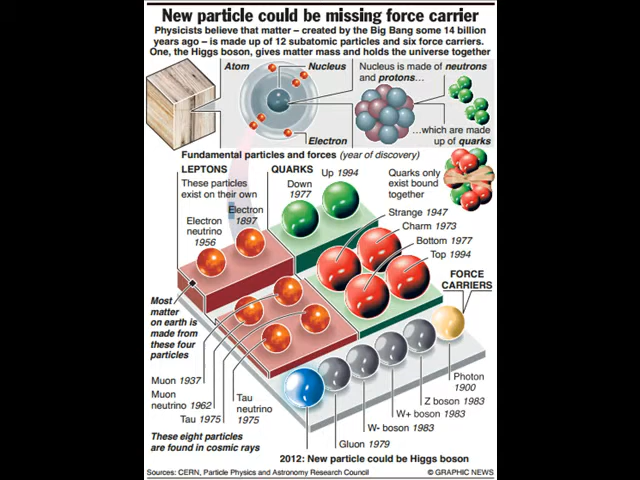 New particle could be missing force carrier
Physicists believe that matter – created by the Big Bang some 14 billion
years ago – is made up of 12 subatomic particles and six force carriers.
One, the Higgs boson, gives matter mass and holds the universe together
Atom
Nucleus
Electron
Nucleus is made of neutrons
and protons…
…which are made
up of quarks
Fundamental particles and forces (year of discovery)
LEPTONS
These particles
exist on their own
QUARKS
Quarks only
exist bound
together
Electron
1897
Electron
neutrino
1956
Down
1977
Up 1994
Strange 1947
Charm 1973
Bottom 1977
Top 1994
FORCE
CARRIERS
Most
matter
on earth is
made from
these four
particles
Muon 1937
Muon
neutrino 1962
Tau 1975
Tau
neutrino
1975
These eight particles
are found in cosmic rays
Photon
1900
Z boson 1983
W+ boson 1983
W- boson 1983
Gluon 1979
2012: New particle could be Higgs boson
Sources: CERN, Particle Physics and Astronomy Research Council
© GRAPHIC NEWS